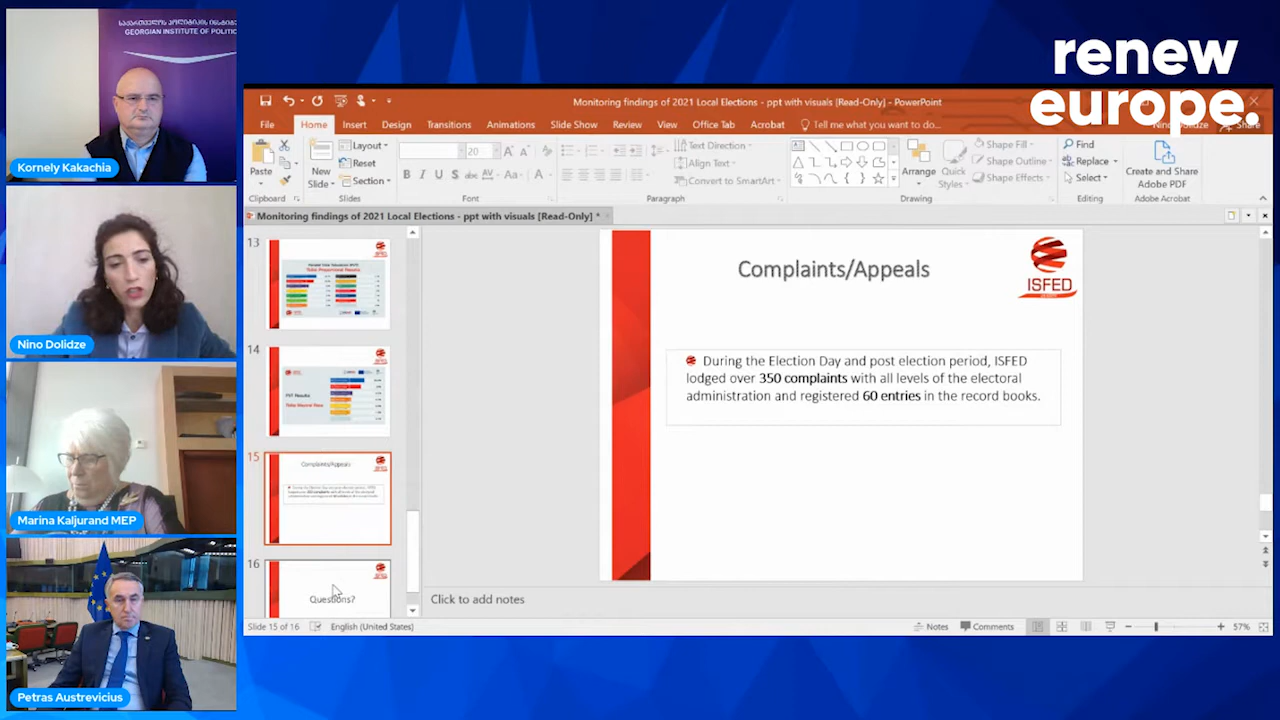 საქართველოს პოლიტიკის ინსტიტ
GEORGIAN INSTITUTE OF POLITIC
Kornely Kakachia
Nino Dolidze
Marina Kaljurand MEP
Petras Austrevicius
renew
europe.
Monitoring findings of 2021 Local Elections - ppt with visuals [Read-Only] - PowerPoint
File Home Insert Design Transitions Animations Slide Show Review View Office Tab Acrobat Tell me what you want to do... Share
Paste
Clipboard
New
Slide
Layout
Reset
Section
Slides
20
Font
Text Direction
Align Text
Convert to SmartArt
Paragraph
Arrange
Quick
Styles
Shape Fill
Shape Outline
Shape Effects
Drawing
Find
Replace
Select
Editing
Create and Share
Adobe PDF
Adobe Acrobat
Monitoring findings of 2021 Local Elections - ppt with visuals [Read-Only] *
13
14
15
Complaints/Appeals
16
Questions?
Complaints/Appeals
ISFED
During the Election Day and post election period, ISFED
lodged over 350 complaints with all levels of the electoral
administration and registered 60 entries in the record books.
Click to add notes
Slide 15 of 16 English (United States) Notes Comments 57%